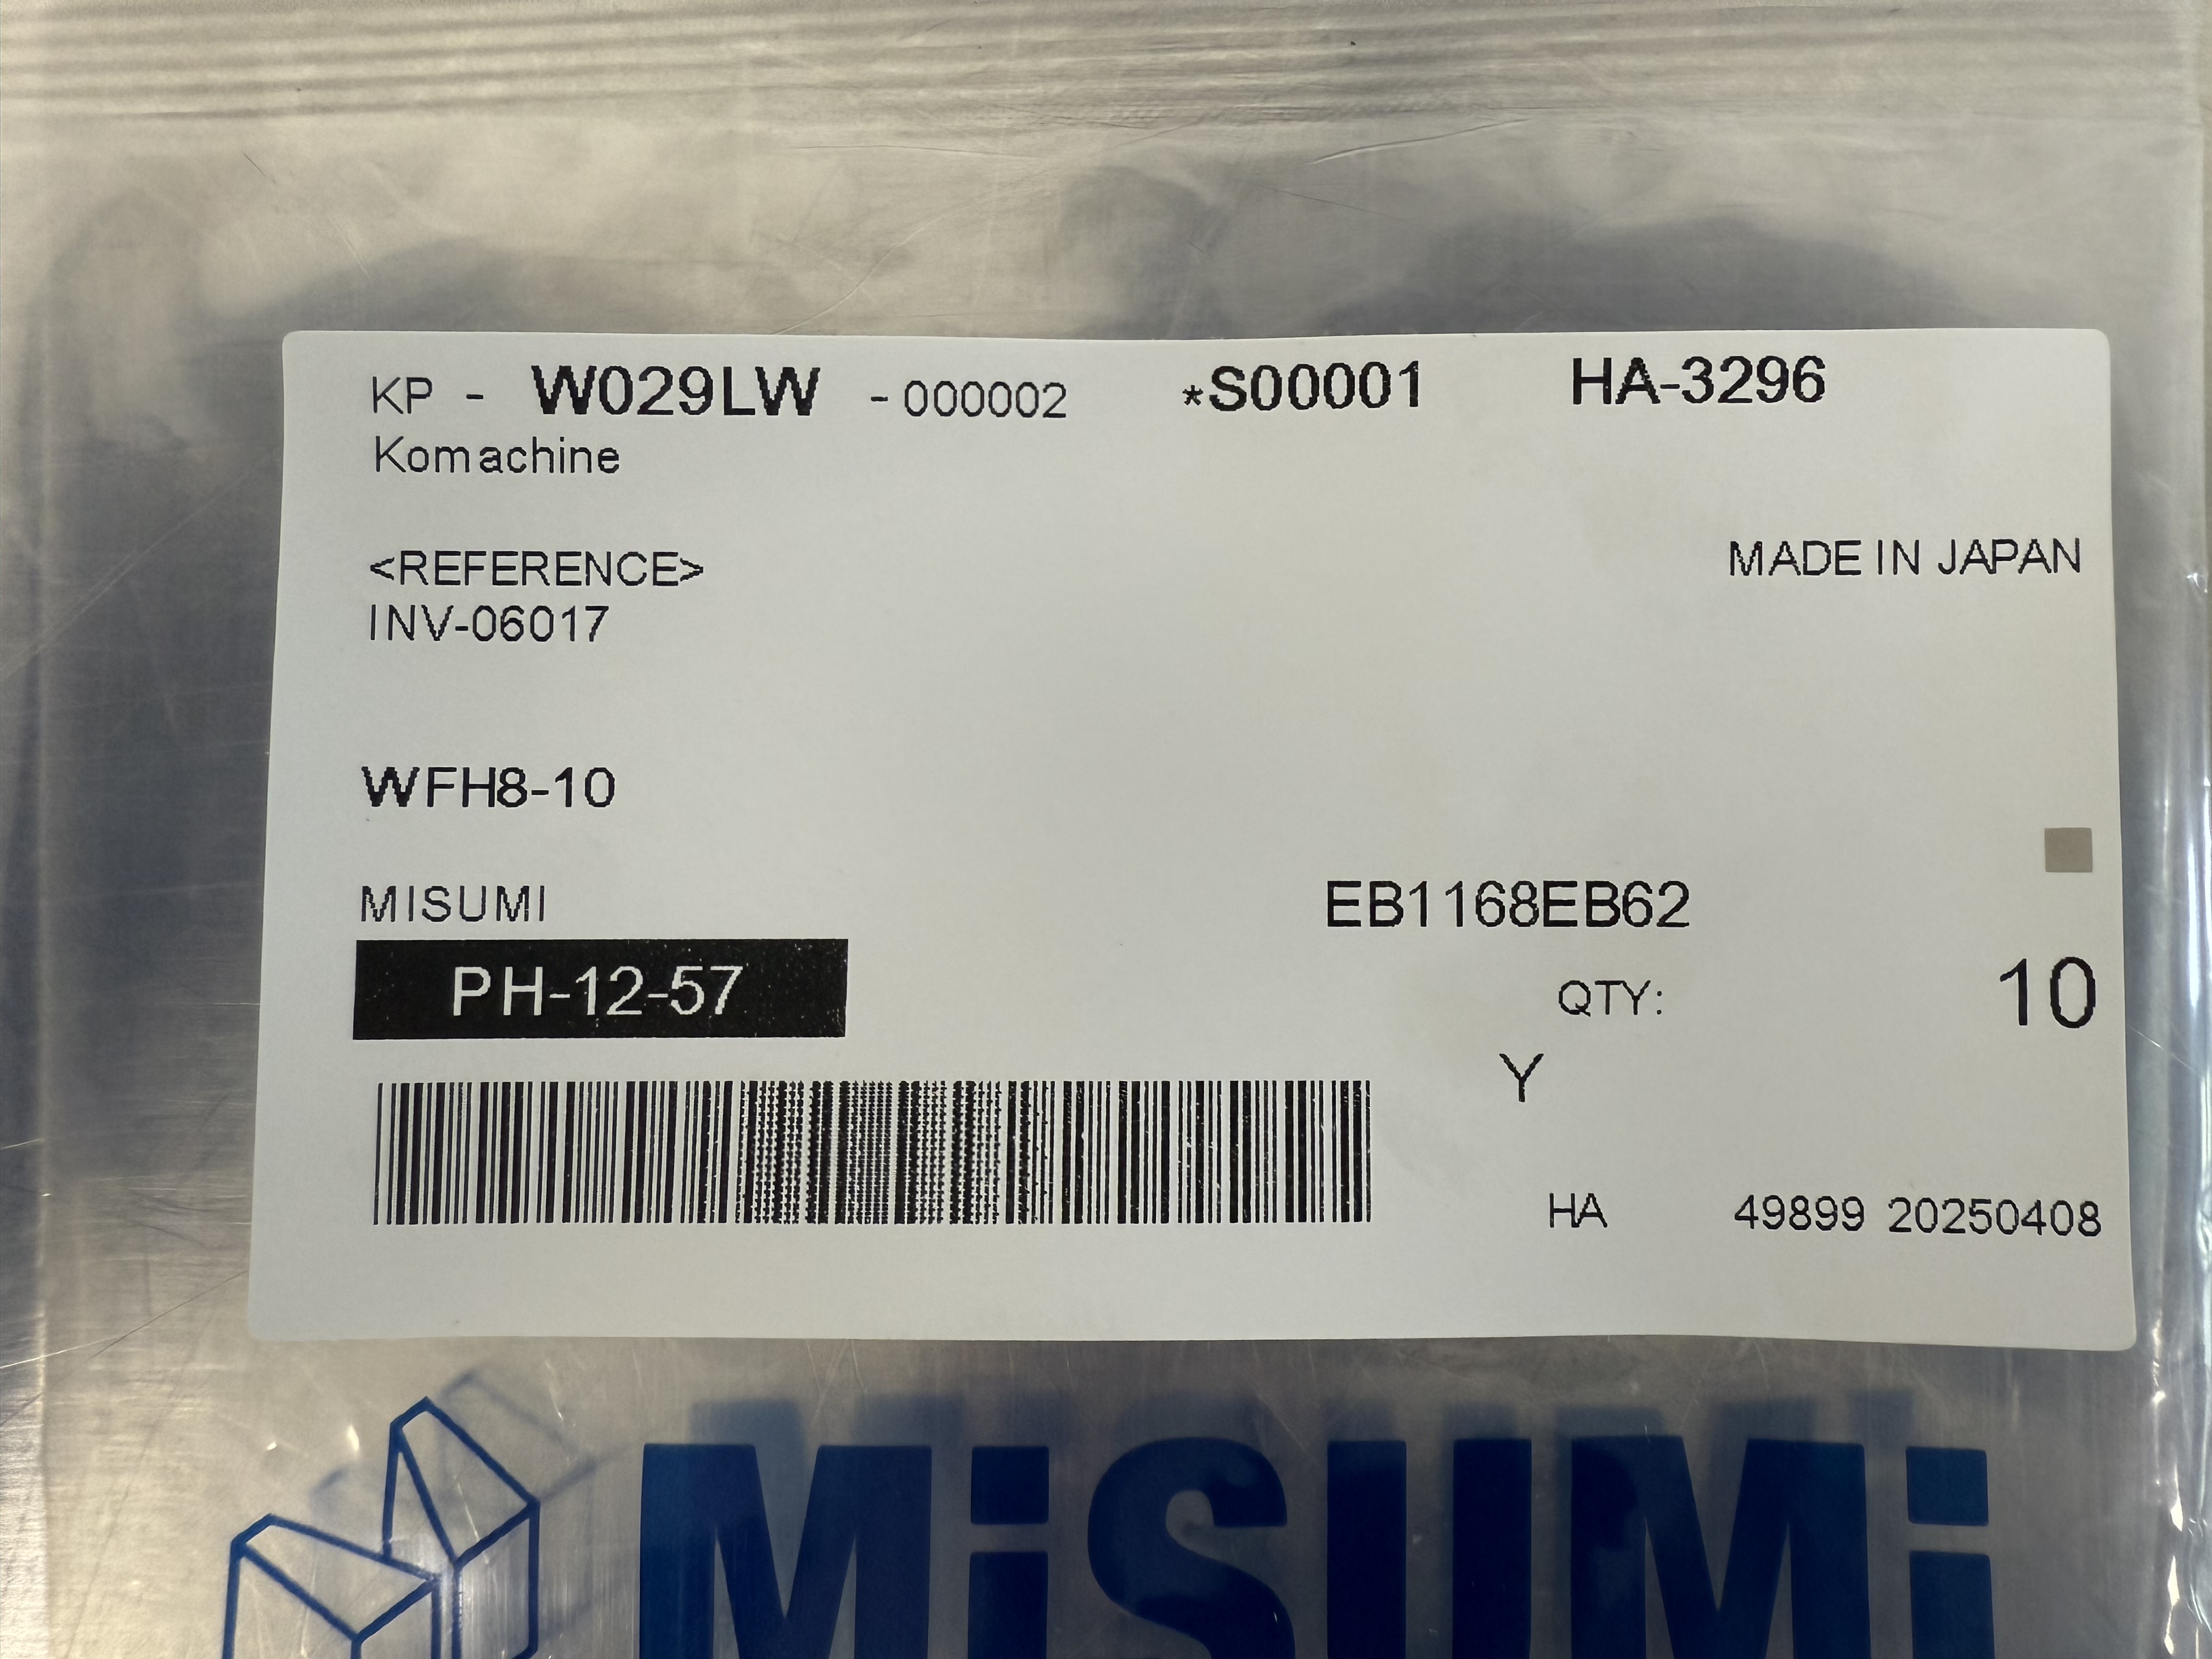 KP - W029LW - 000002 *S00001 HA-3296
Komachine
<REFERENCE>
MADE IN JAPAN
INV-06017
WFH8-10
MISUMI
EB1168EB62
PH-12-57
QTY: 10
Y
HA 49899 20250408
MiSUMi